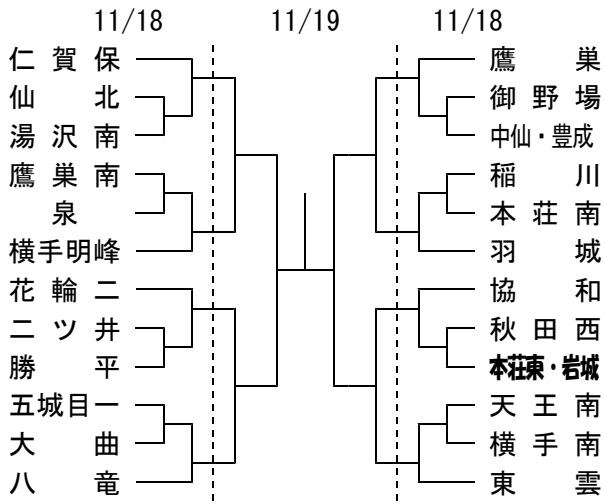 11/18 11/19 11/18
仁賀保
仙北
湯沢南
鷹巣南
泉
横手明峰
花輪二
二ツ井
勝平
五城目一
大曲
八竜
鷹巣
御野場
中仙・豊成
稲川
本荘南
羽城
協和
秋田西
本荘東・岩城
天王南
横手南
東雲